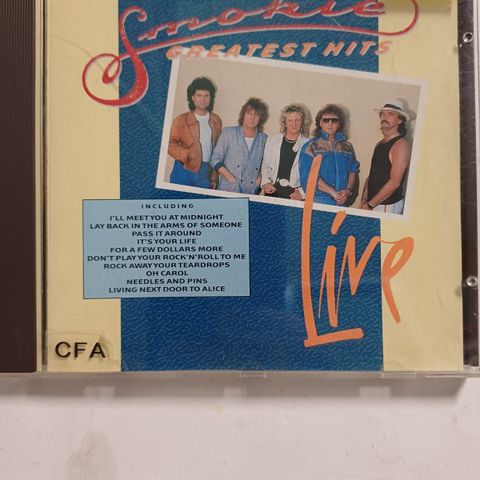 Smokie
GREATEST HITS
INCLUDING
I'LL MEET YOU AT MIDNIGHT
LAY BACK IN THE ARMS OF SOMEONE
PASS IT AROUND
IT'S YOUR LIFE
FOR A FEW DOLLARS MORE
DON'T PLAY YOUR ROCK'N'ROLL TO ME
ROCK AWAY YOUR TEARDROPS
OH CAROL
NEEDLES AND PINS
LIVING NEXT DOOR TO ALICE
Live
CFA